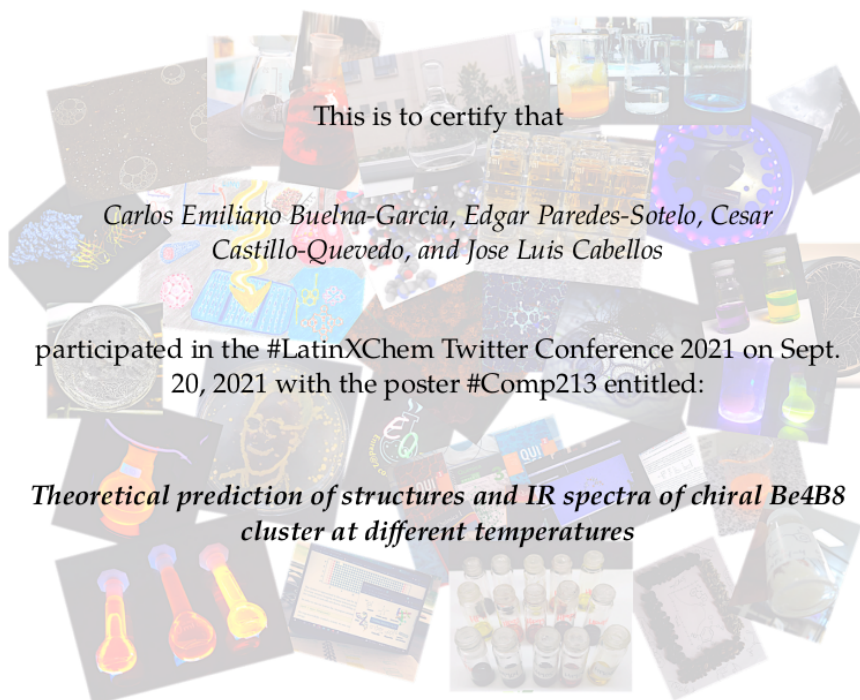 This is to certify that
Carlos Emiliano Buelna-Garcia, Edgar Paredes-Sotelo, Cesar
Castillo-Quevedo, and Jose Luis Cabellos
participated in the #LatinXChem Twitter Conference 2021 on Sept.
20, 2021 with the poster #Comp213 entitled:
Theoretical prediction of structures and IR spectra of chiral Be4B8
cluster at different temperatures